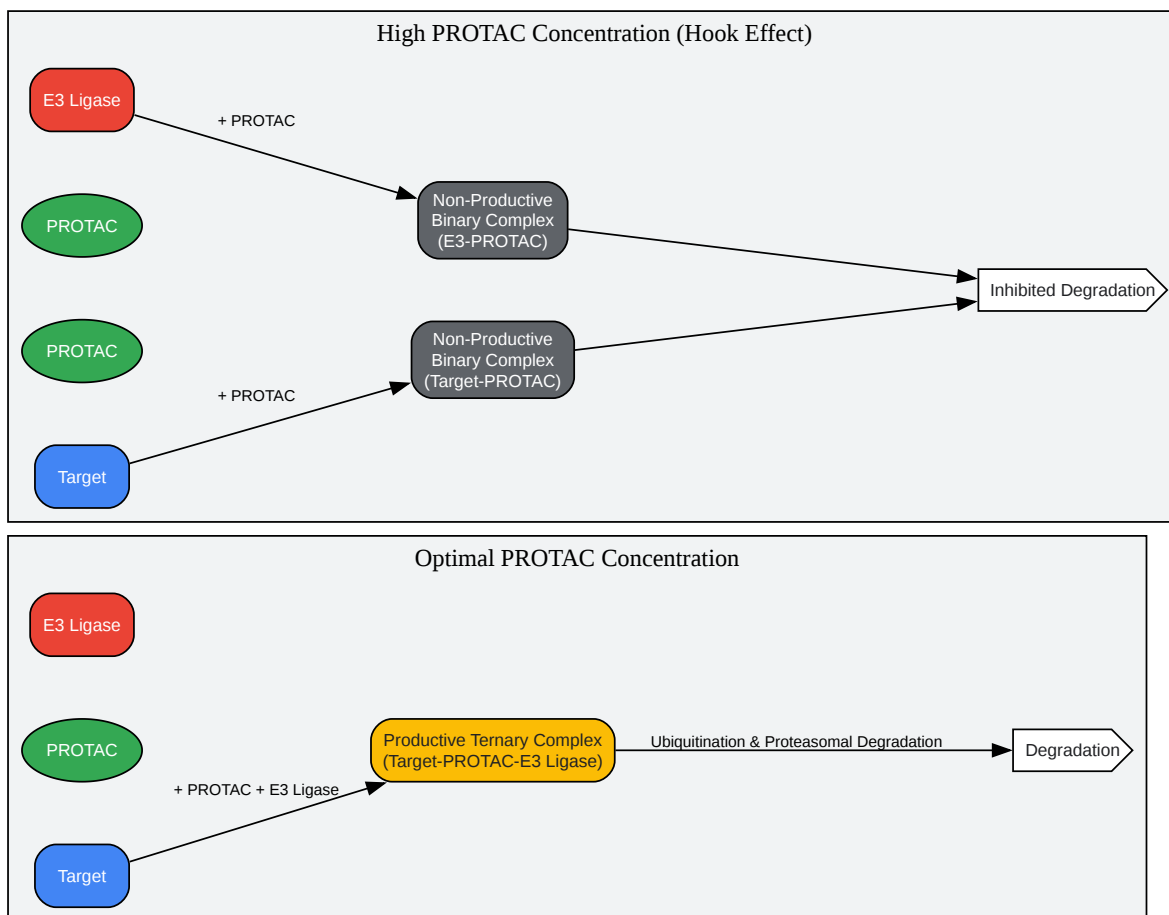 High PROTAC Concentration (Hook Effect)
E3 Ligase
+ PROTAC
PROTAC
Non-Productive
Binary Complex
(E3-PROTAC)
Inhibited Degradation
PROTAC
Non-Productive
Binary Complex
(Target-PROTAC)
+ PROTAC
Target
Optimal PROTAC Concentration
E3 Ligase
PROTAC
Productive Ternary Complex
(Target-PROTAC-E3 Ligase)
Ubiquitination & Proteasomal Degradation
Degradation
+ PROTAC + E3 Ligase
Target